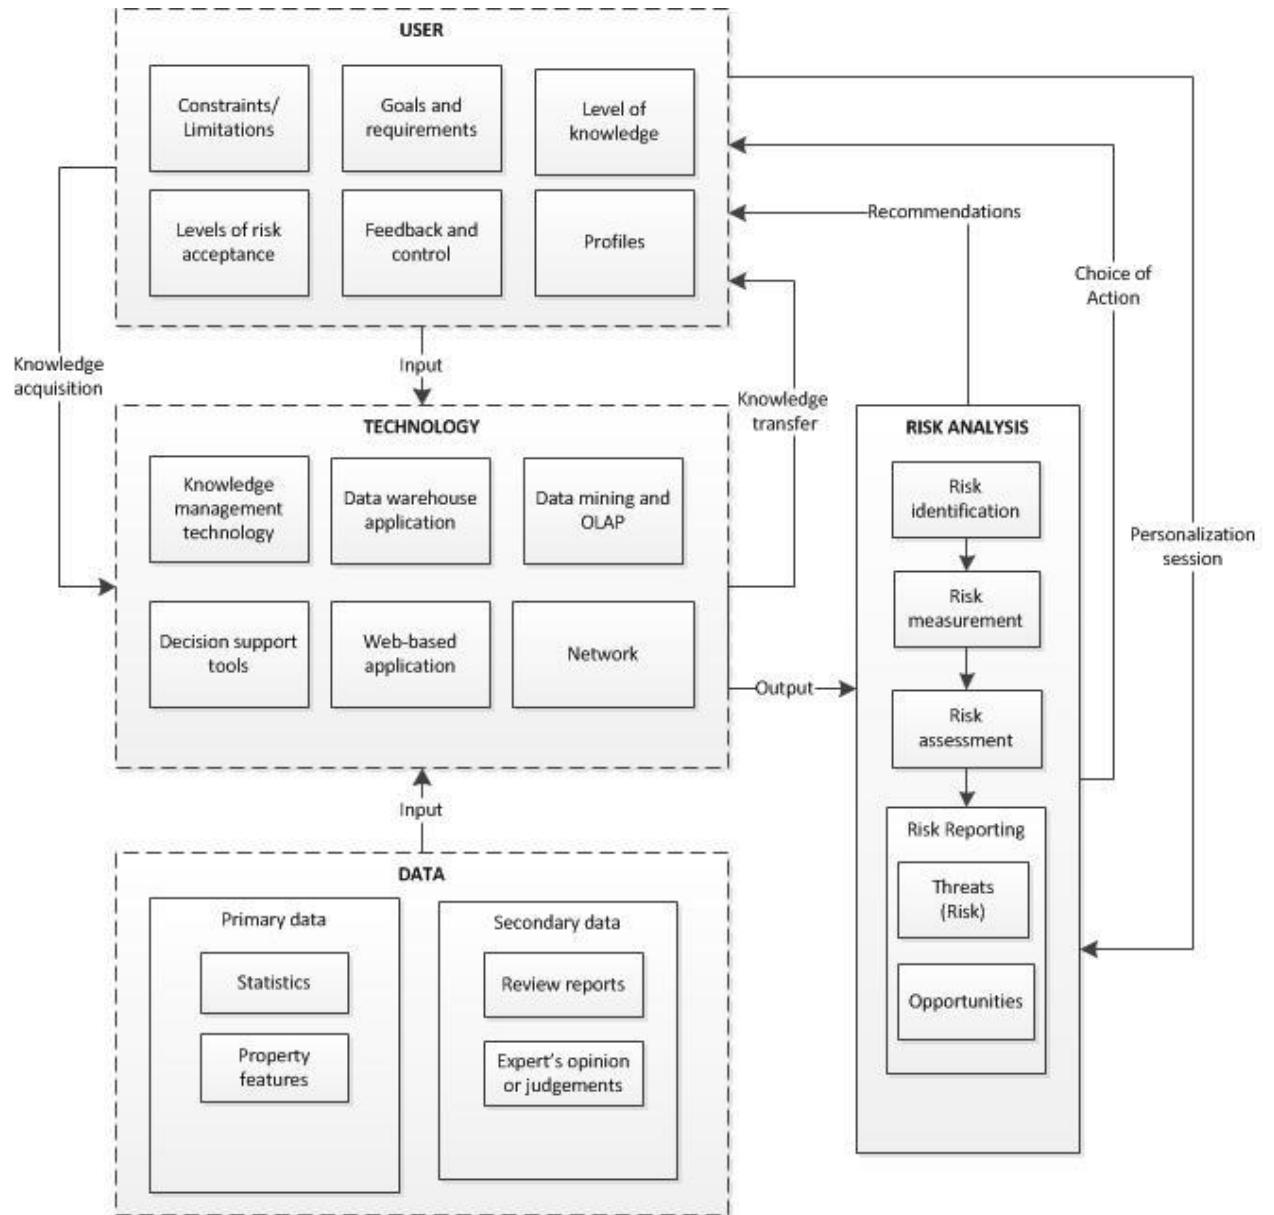 USER
Constraints/
Limitations
Goals and
requirements
Level of
knowledge
Levels of risk
acceptance
Feedback and
control
Profiles
Recommendations
Choice of
Action
Knowledge
acquisition
Input
Knowledge
transfer
TECHNOLOGY
Knowledge
management
technology
Data warehouse
application
Data mining and
OLAP
Decision support
tools
Web-based
application
Network
Output
RISK ANALYSIS
Risk
identification
Risk
measurement
Risk
assessment
Risk Reporting
Threats
(Risk)
Opportunities
Personalization
session
Input
DATA
Primary data
Statistics
Property
features
Secondary data
Review reports
Expert’s opinion
or judgements